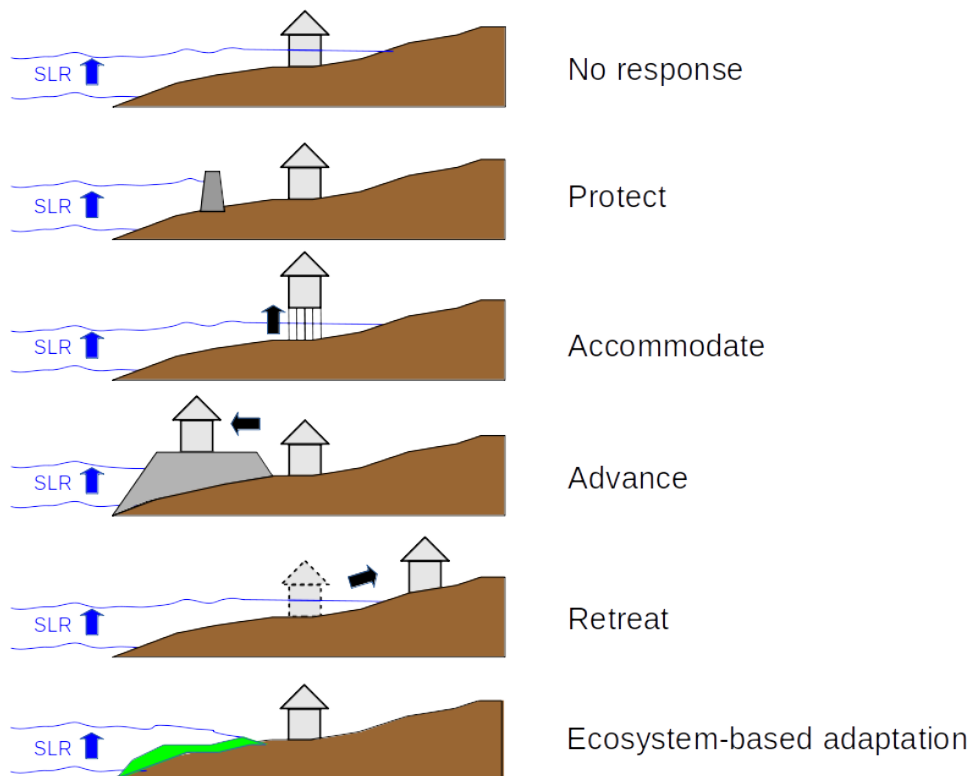 SLR
No response
SLR
Protect
SLR
Accommodate
SLR
Advance
SLR
Retreat
SLR
Ecosystem-based adaptation